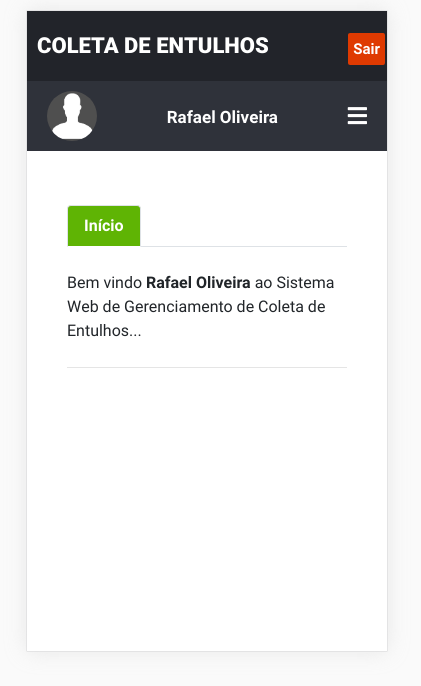 COLETA DE ENTULHOS
Sair
Rafael Oliveira
Início
Bem vindo Rafael Oliveira ao Sistema
Web de Gerenciamento de Coleta de
Entulhos...